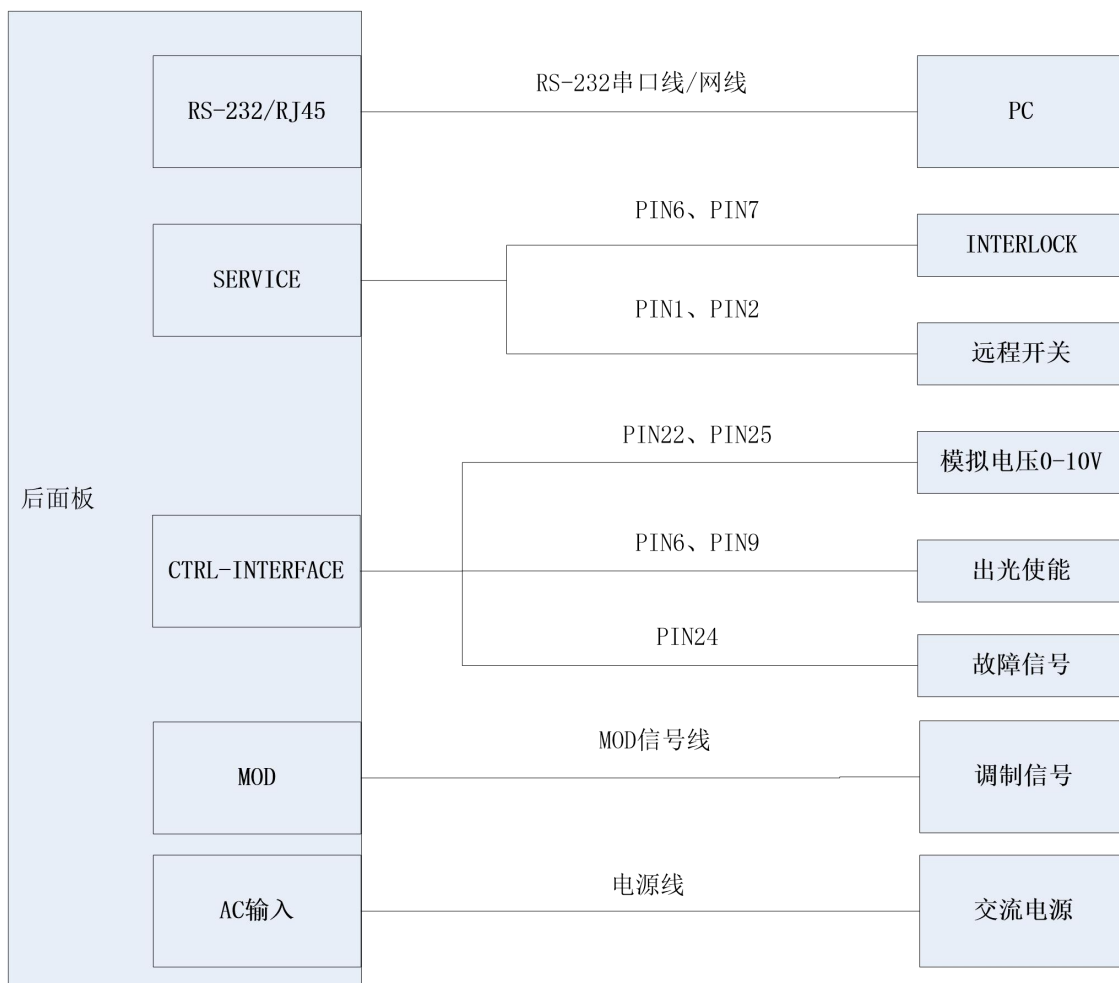 RS-232/RJ45
RS-232串口线/网线
PC
SERVICE
PIN6、PIN7
INTERLOCK
PIN1、PIN2
远程开关
后面板
CTRL-INTERFACE
PIN22、PIN25
模拟电压0-10V
PIN6、PIN9
出光使能
PIN24
故障信号
MOD
MOD信号线
调制信号
AC输入
电源线
交流电源